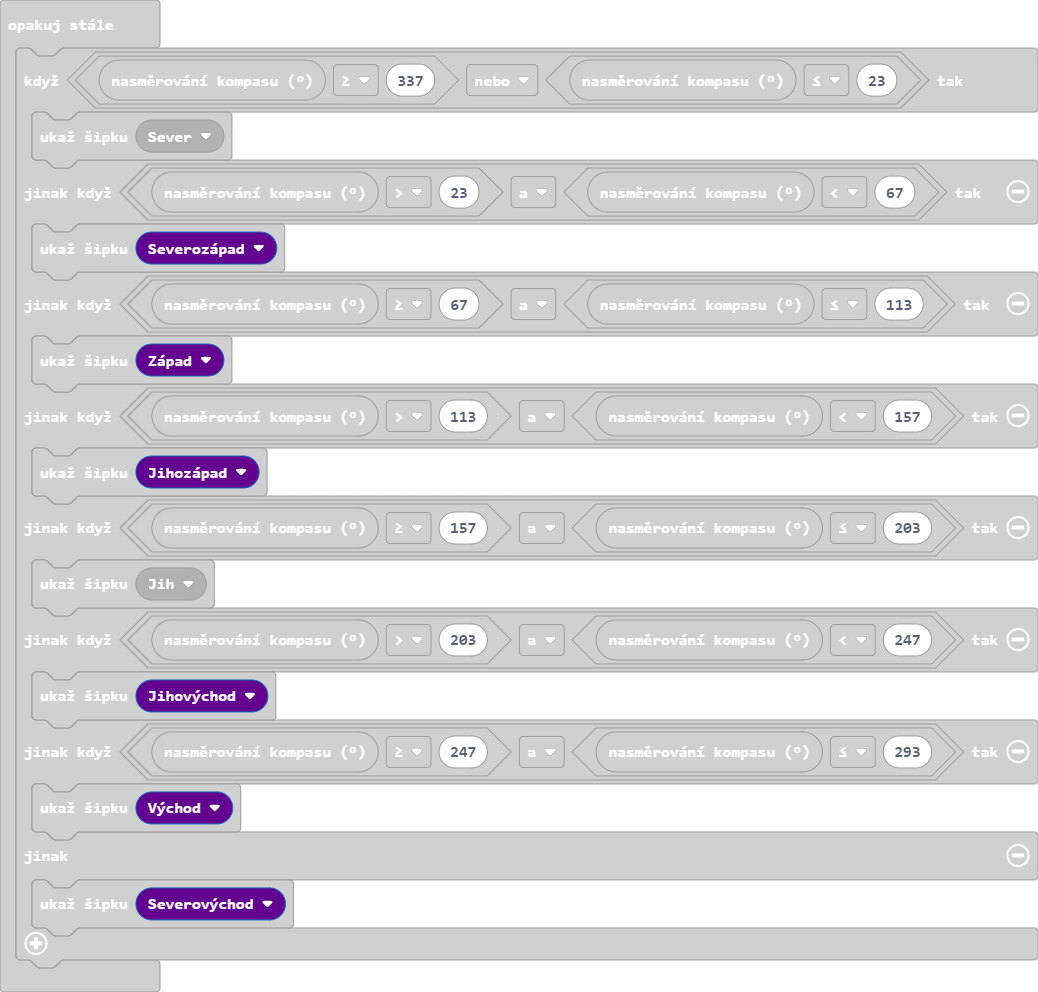 opakuj stále
když nasměrování kompasu (°) ≥ 337 nebo nasměrování kompasu (°) ≤ 23 tak
ukaž šipku Sever
jinak když nasměrování kompasu (°) > 23 a nasměrování kompasu (°) < 67 tak
ukaž šipku Severozápad
jinak když nasměrování kompasu (°) ≥ 67 a nasměrování kompasu (°) ≤ 113 tak
ukaž šipku Západ
jinak když nasměrování kompasu (°) > 113 a nasměrování kompasu (°) < 157 tak
ukaž šipku Jihozápad
jinak když nasměrování kompasu (°) ≥ 157 a nasměrování kompasu (°) ≤ 203 tak
ukaž šipku Jih
jinak když nasměrování kompasu (°) > 203 a nasměrování kompasu (°) < 247 tak
ukaž šipku Jihovýchod
jinak když nasměrování kompasu (°) ≥ 247 a nasměrování kompasu (°) ≤ 293 tak
ukaž šipku Východ
jinak
ukaž šipku Severovýchod